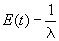 E(t) = 1/λ